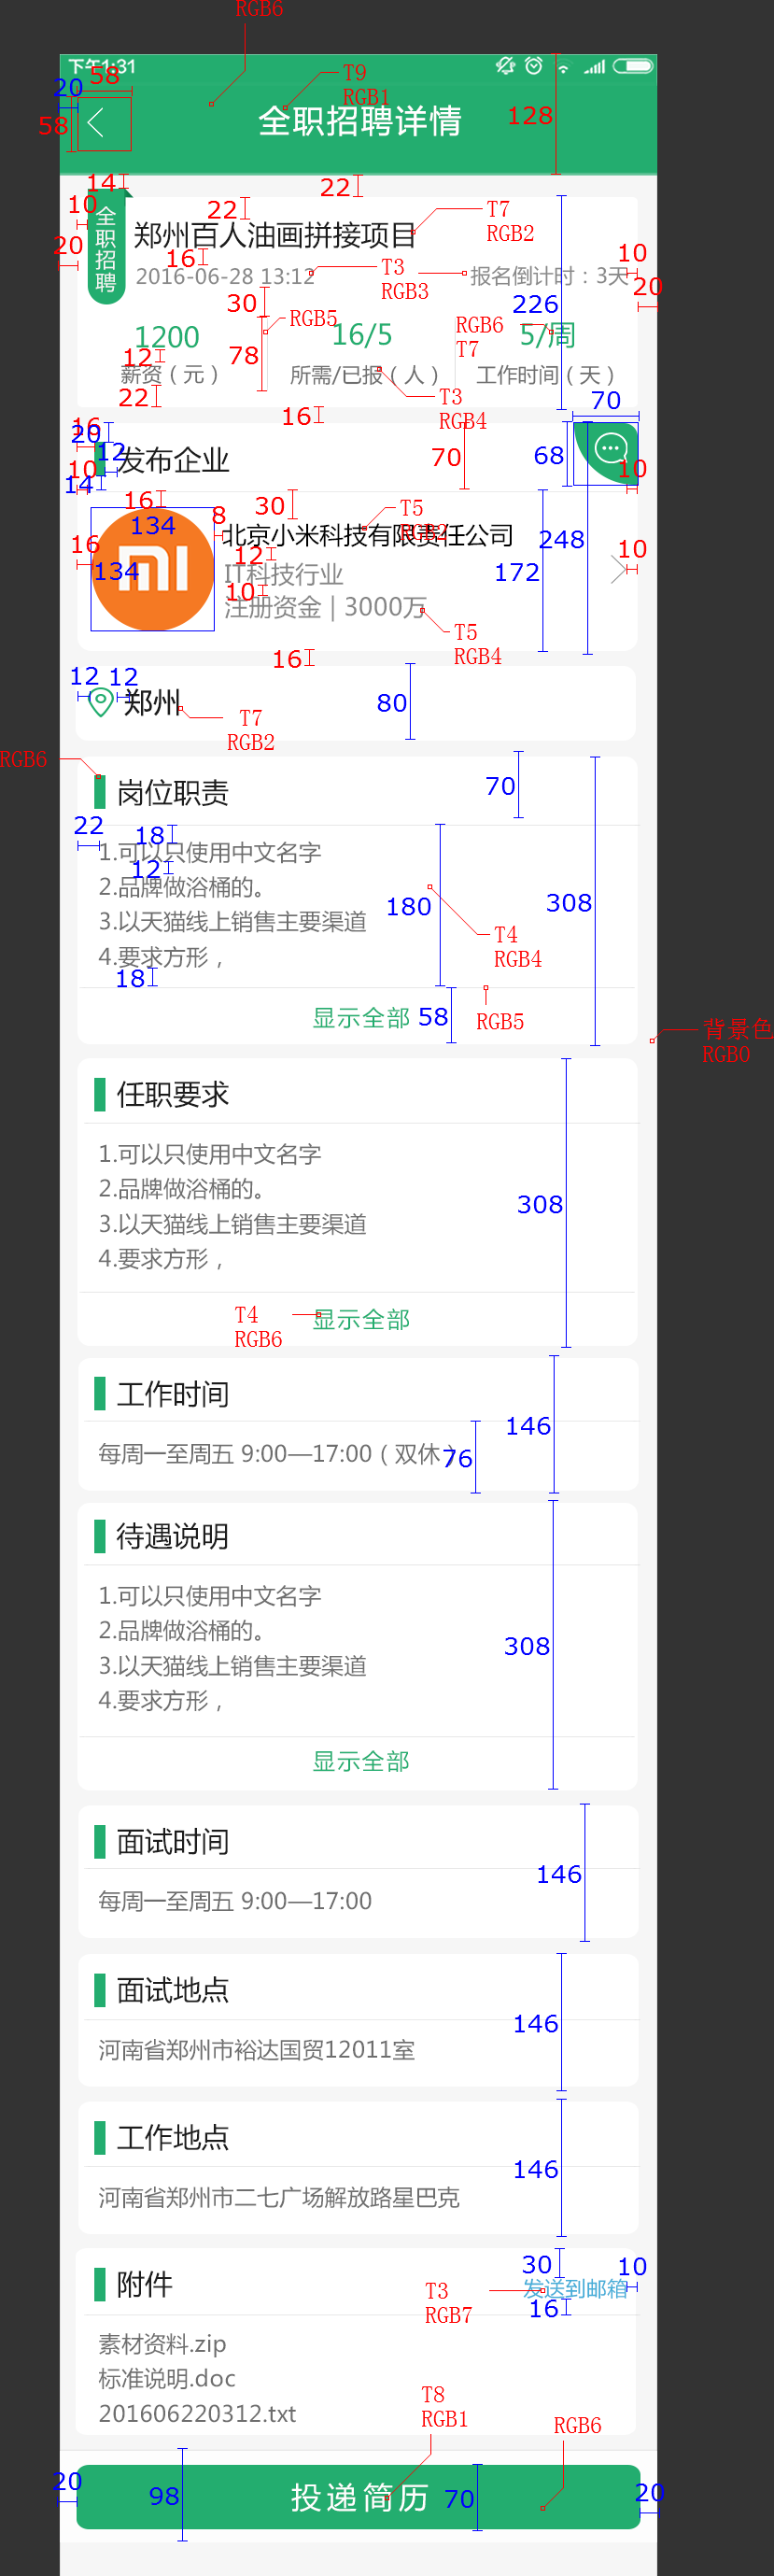 RGB6
下午1:31
T9
RGB1
58
20
58
全职招聘详情
128
14
22
10
22
全职招聘
郑州百人油画拼接项目
T7
RGB2
20
16
2016-06-28 13:12
T3
RGB3
报名倒计时：3天
10
20
30
RGB5
226
1200
16/5
RGB6
T7
5/周
12
78
薪资（元）
所需/已报（人）
工作时间（天）
22
T3
RGB4
16
70
16
20
12
发布企业
70
68
10
14
10
16
30
134
8
T5
RGB2
北京小米科技有限责任公司
248
16
134
12
IT科技行业
172
10
10
注册资金 | 3000万
T5
RGB4
16
12
12
郑州
80
T7
RGB2
RGB6
岗位职责
70
22
18
1.可以只使用中文名字
12
2.品牌做浴桶的。
180
308
3.以天猫线上销售主要渠道
T4
RGB4
4.要求方形，
18
显示全部
58
RGB5
背景色
RGB0
任职要求
1.可以只使用中文名字
2.品牌做浴桶的。
308
3.以天猫线上销售主要渠道
4.要求方形，
T4
RGB6
显示全部
工作时间
146
每周一至周五 9:00—17:00（双休）
76
待遇说明
1.可以只使用中文名字
2.品牌做浴桶的。
308
3.以天猫线上销售主要渠道
4.要求方形，
显示全部
面试时间
146
每周一至周五 9:00—17:00
面试地点
146
河南省郑州市裕达国贸12011室
工作地点
146
河南省郑州市二七广场解放路星巴克
30
10
附件
T3
RGB7
发送到邮箱
16
素材资料.zip
标准说明.doc
201606220312.txt
T8
RGB1
RGB6
20
98
投递简历
70
20